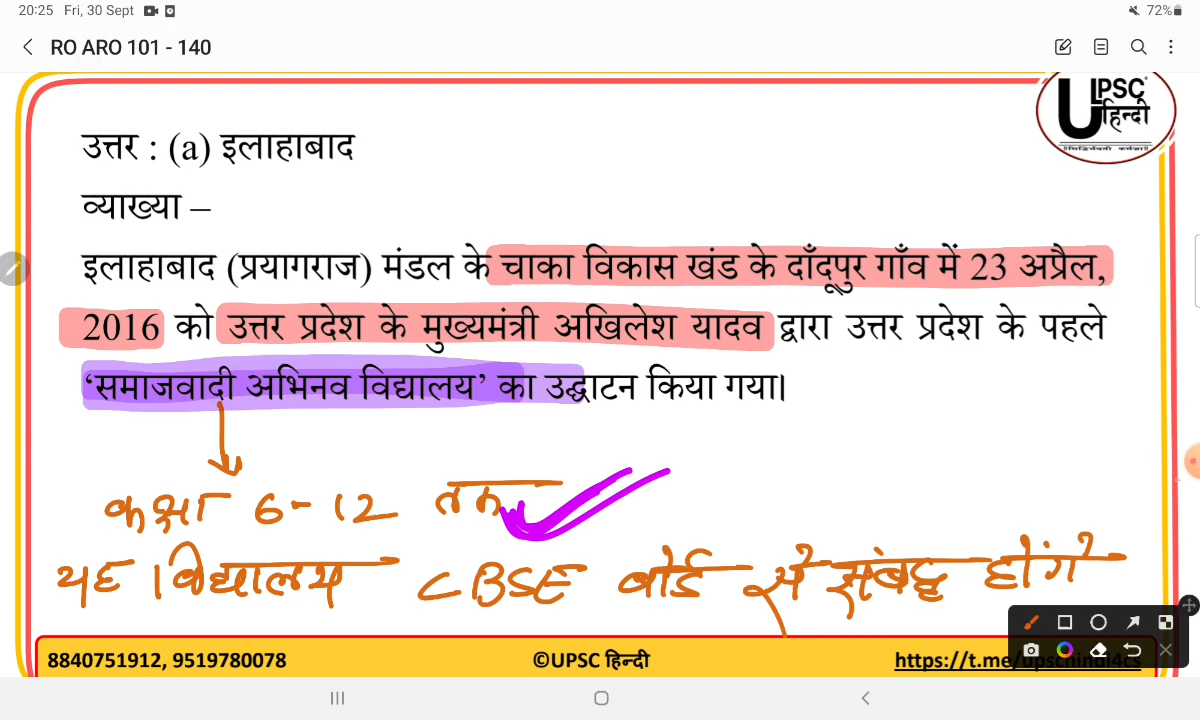 20:25 Fri, 30 Sept 72%
RO ARO 101 - 140
UPSC
हिन्दी
उत्तर : (a) इलाहाबाद
व्याख्या –
इलाहाबाद (प्रयागराज) मंडल के चाका विकास खंड के दाँदूपुर गाँव में 23 अप्रैल,
2016 को उत्तर प्रदेश के मुख्यमंत्री अखिलेश यादव द्वारा उत्तर प्रदेश के पहले
‘समाजवादी अभिनव विद्यालय’ का उद्घाटन किया गया।
कक्षा 6-12 तक
यह विद्यालय CBSE बोर्ड से संबद्ध होंगे
8840751912, 9519780078 ©UPSC हिन्दी https://t.me/upschindi4cs